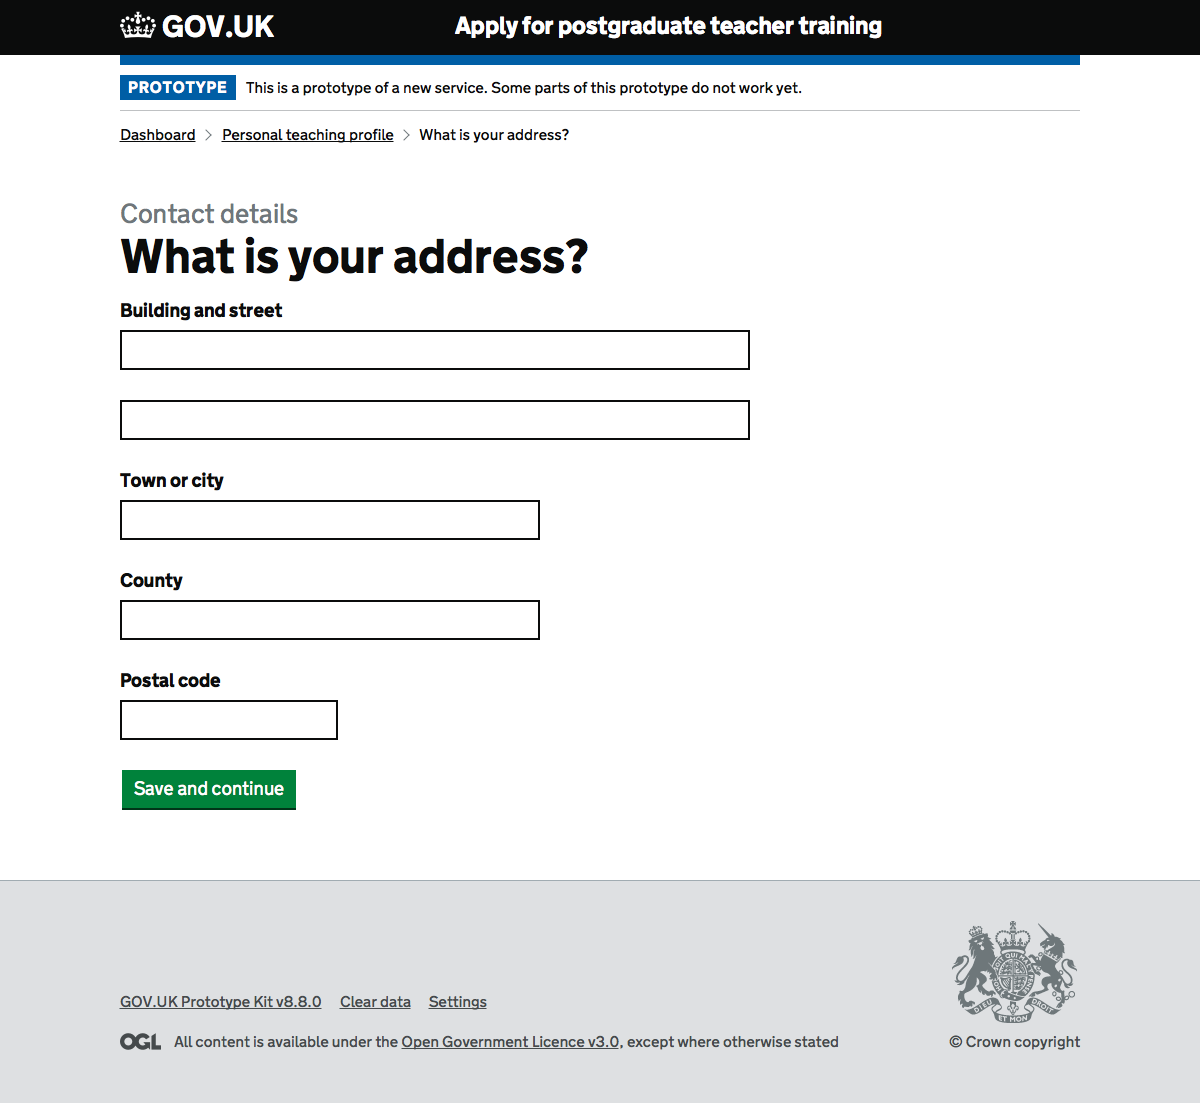 GOV.UK
Apply for postgraduate teacher training
PROTOTYPE This is a prototype of a new service. Some parts of this prototype do not work yet.
Dashboard > Personal teaching profile > What is your address?
Contact details
What is your address?
Building and street
Town or city
County
Postal code
Save and continue
GOV.UK Prototype Kit v8.8.0 Clear data Settings
OGL All content is available under the Open Government Licence v3.0, except where otherwise stated
DIEU ET MON DROIT
© Crown copyright